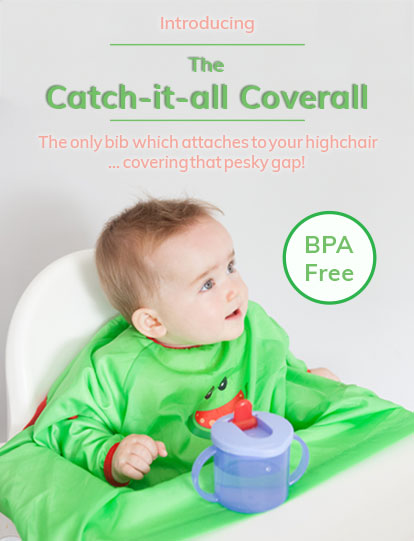 Introducing
The
Catch-it-all Coverall
The only bib which attaches to your highchair
... covering that pesky gap!
BPA
Free